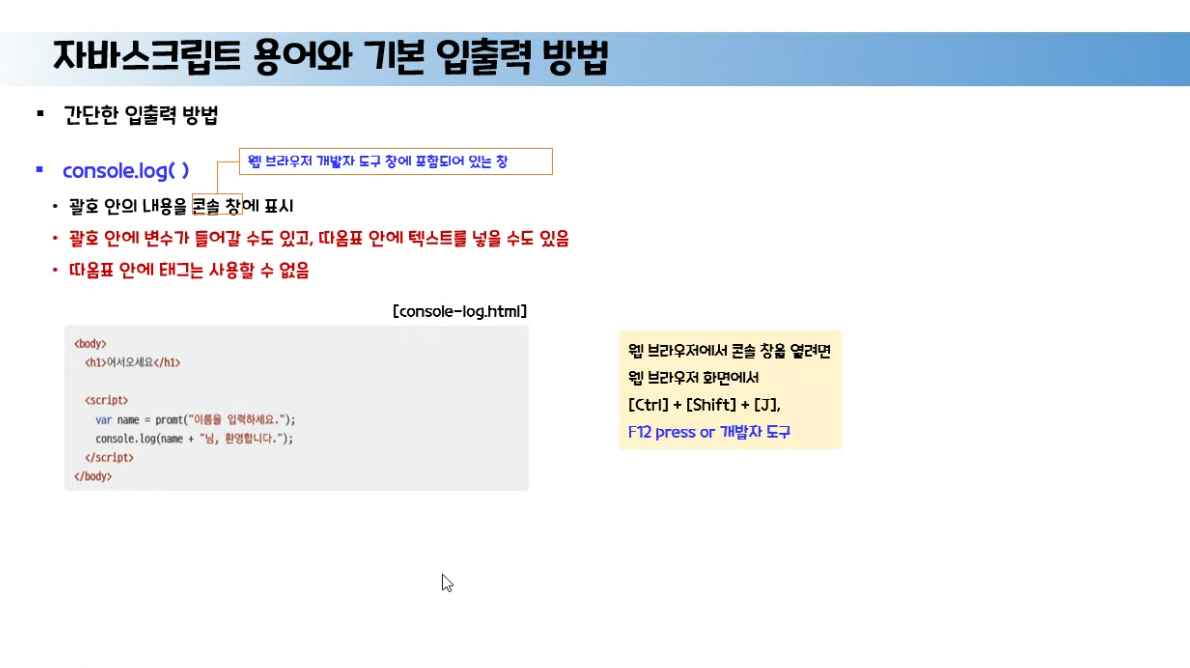 자바스크립트 용어와 기본 입출력 방법
▪ 간단한 입출력 방법
웹 브라우저 개발자 도구 창에 포함되어 있는 창
▪ console.log( )
• 괄호 안의 내용을 콘솔 창에 표시
• 괄호 안에 변수가 들어갈 수도 있고, 따옴표 안에 텍스트를 넣을 수도 있음
• 따옴표 안에 태그는 사용할 수 없음
[console-log.html]
<body>
<h1>어서오세요</h1>
<script>
var name = promt("이름을 입력하세요.");
console.log(name + "님, 환영합니다.");
</script>
</body>
웹 브라우저에서 콘솔 창을 열려면
웹 브라우저 화면에서
[Ctrl] + [Shift] + [J],
F12 press or 개발자 도구